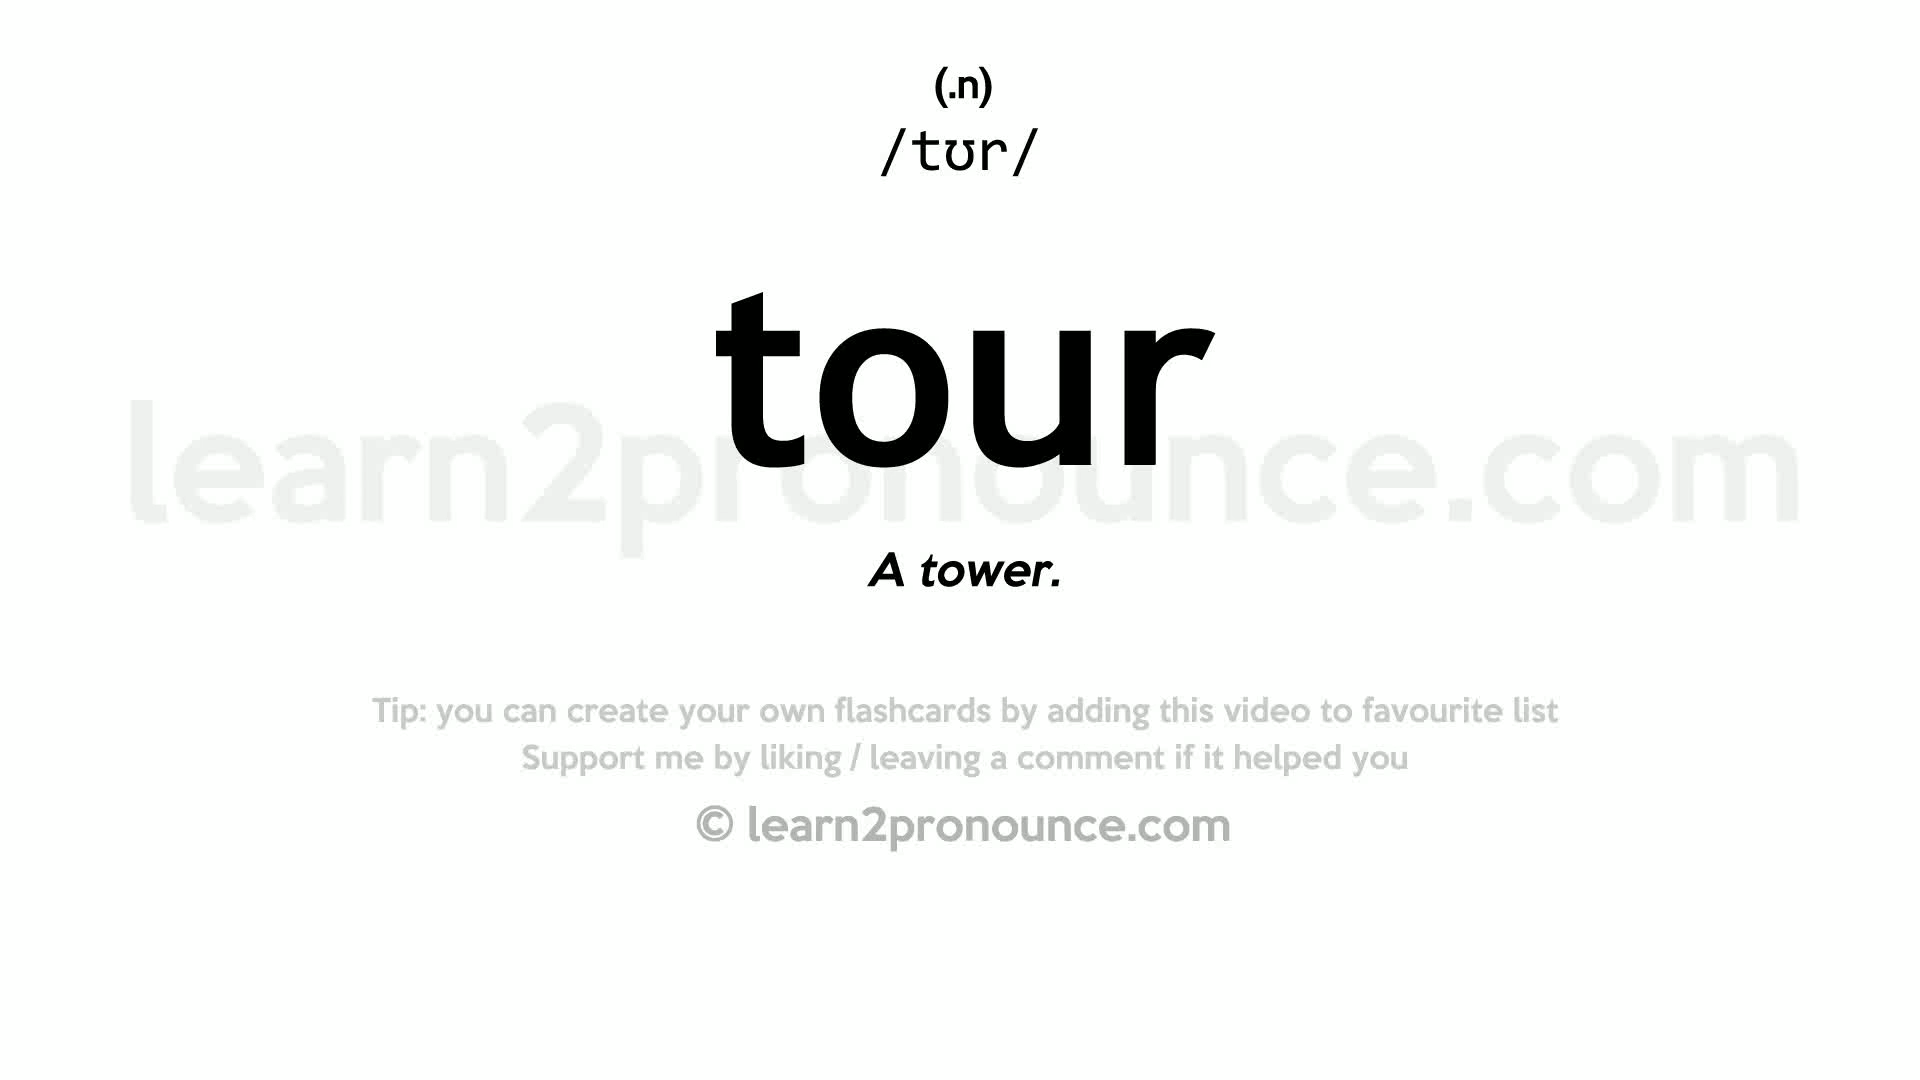 (.n)
/tʊr/
tour
learn2pronounce.com
A tower.
Tip: you can create your own flashcards by adding this video to favourite list
Support me by liking / leaving a comment if it helped you
© learn2pronounce.com